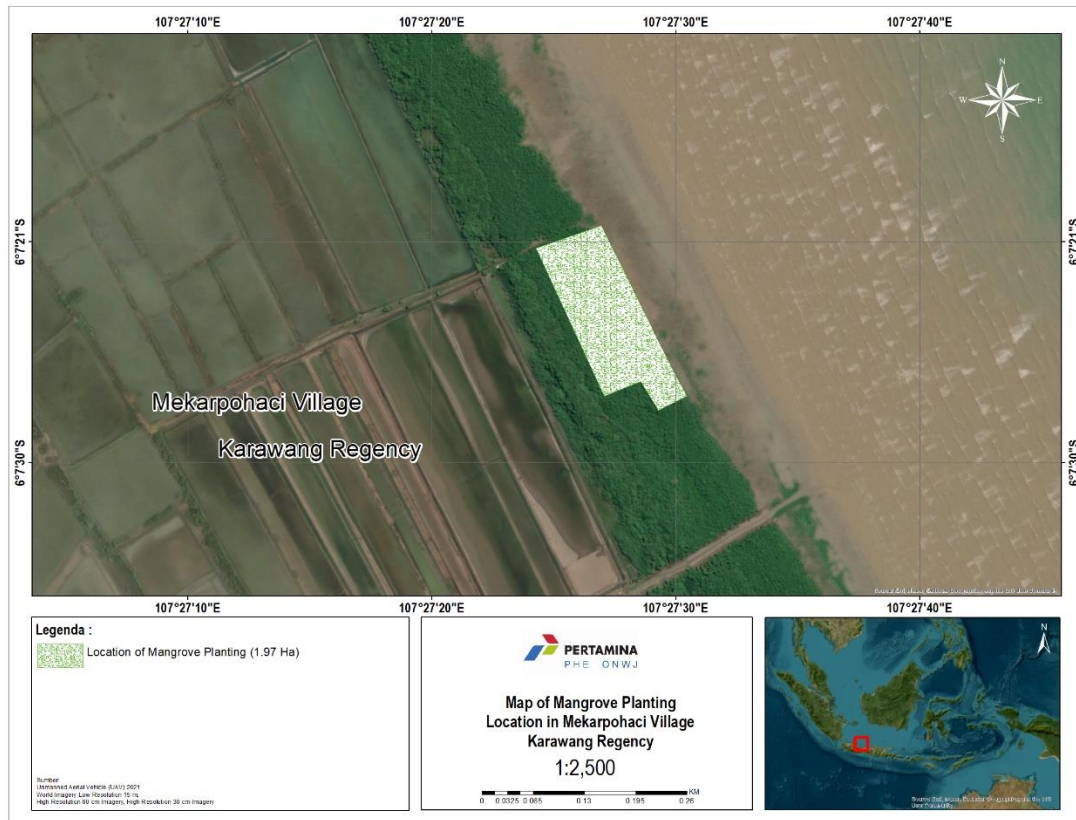 107°27'10"E 107°27'20"E 107°27'30"E 107°27'40"E
N
W E
S
6°7'21"S 6°7'21"S
Mekarpohaci Village
Karawang Regency
6°7'30"S 6°7'30"S
107°27'10"E 107°27'20"E 107°27'30"E 107°27'40"E
Legenda :
Location of Mangrove Planting (1.97 Ha)
Sumber:
Unmanned Aerial Vehicle (UAV) 2021
World Imagery Low Resolution 15 m,
High Resolution 60 cm Imagery, High Resolution 30 cm Imagery
PERTAMINA
PHE ONWJ
Map of Mangrove Planting
Location in Mekarpohaci Village
Karawang Regency
1:2,500
KM
0 0.0325 0.065 0.13 0.195 0.26
N